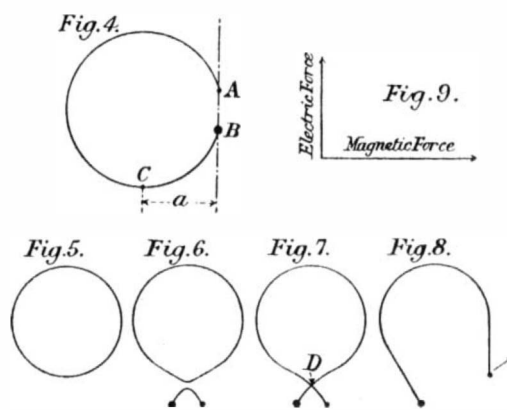 Fig.4.
A
B
C
a
Electric Force
Magnetic Force
Fig.9.
Fig.5.
Fig.6.
Fig.7.
Fig.8.
D